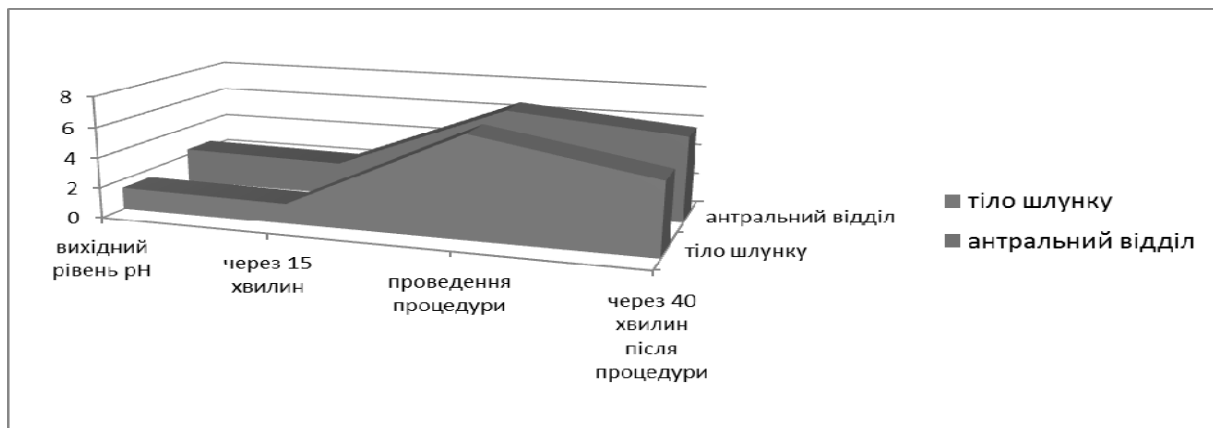 8
6
4
2
0
вихідний
рівень рН
через 15
хвилин
проведення
процедури
через 40
хвилин
після
процедури
антральний відділ
тіло шлунку
тіло шлунку
антральний відділ